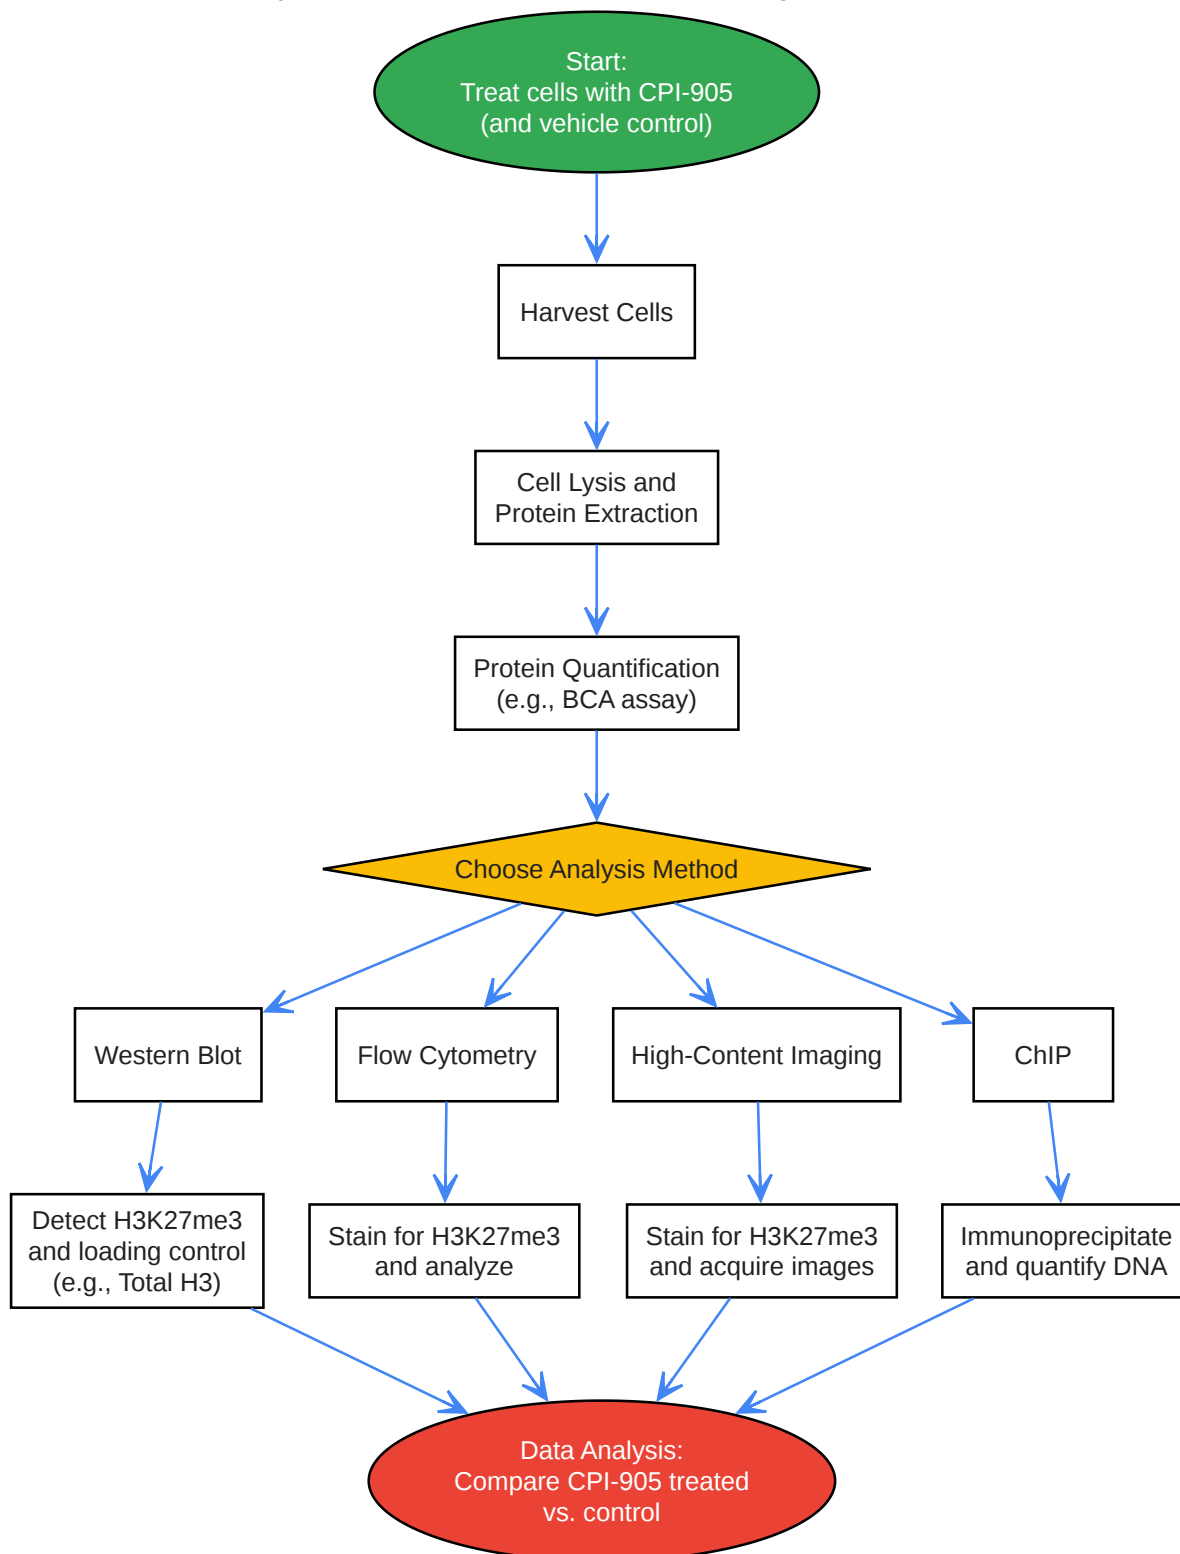 Start:
Treat cells with CPI-905
(and vehicle control)
Harvest Cells
Cell Lysis and
Protein Extraction
Protein Quantification
(e.g., BCA assay)
Choose Analysis Method
Western Blot
Flow Cytometry
High-Content Imaging
ChIP
Detect H3K27me3
and loading control
(e.g., Total H3)
Stain for H3K27me3
and analyze
Stain for H3K27me3
and acquire images
Immunoprecipitate
and quantify DNA
Data Analysis:
Compare CPI-905 treated
vs. control